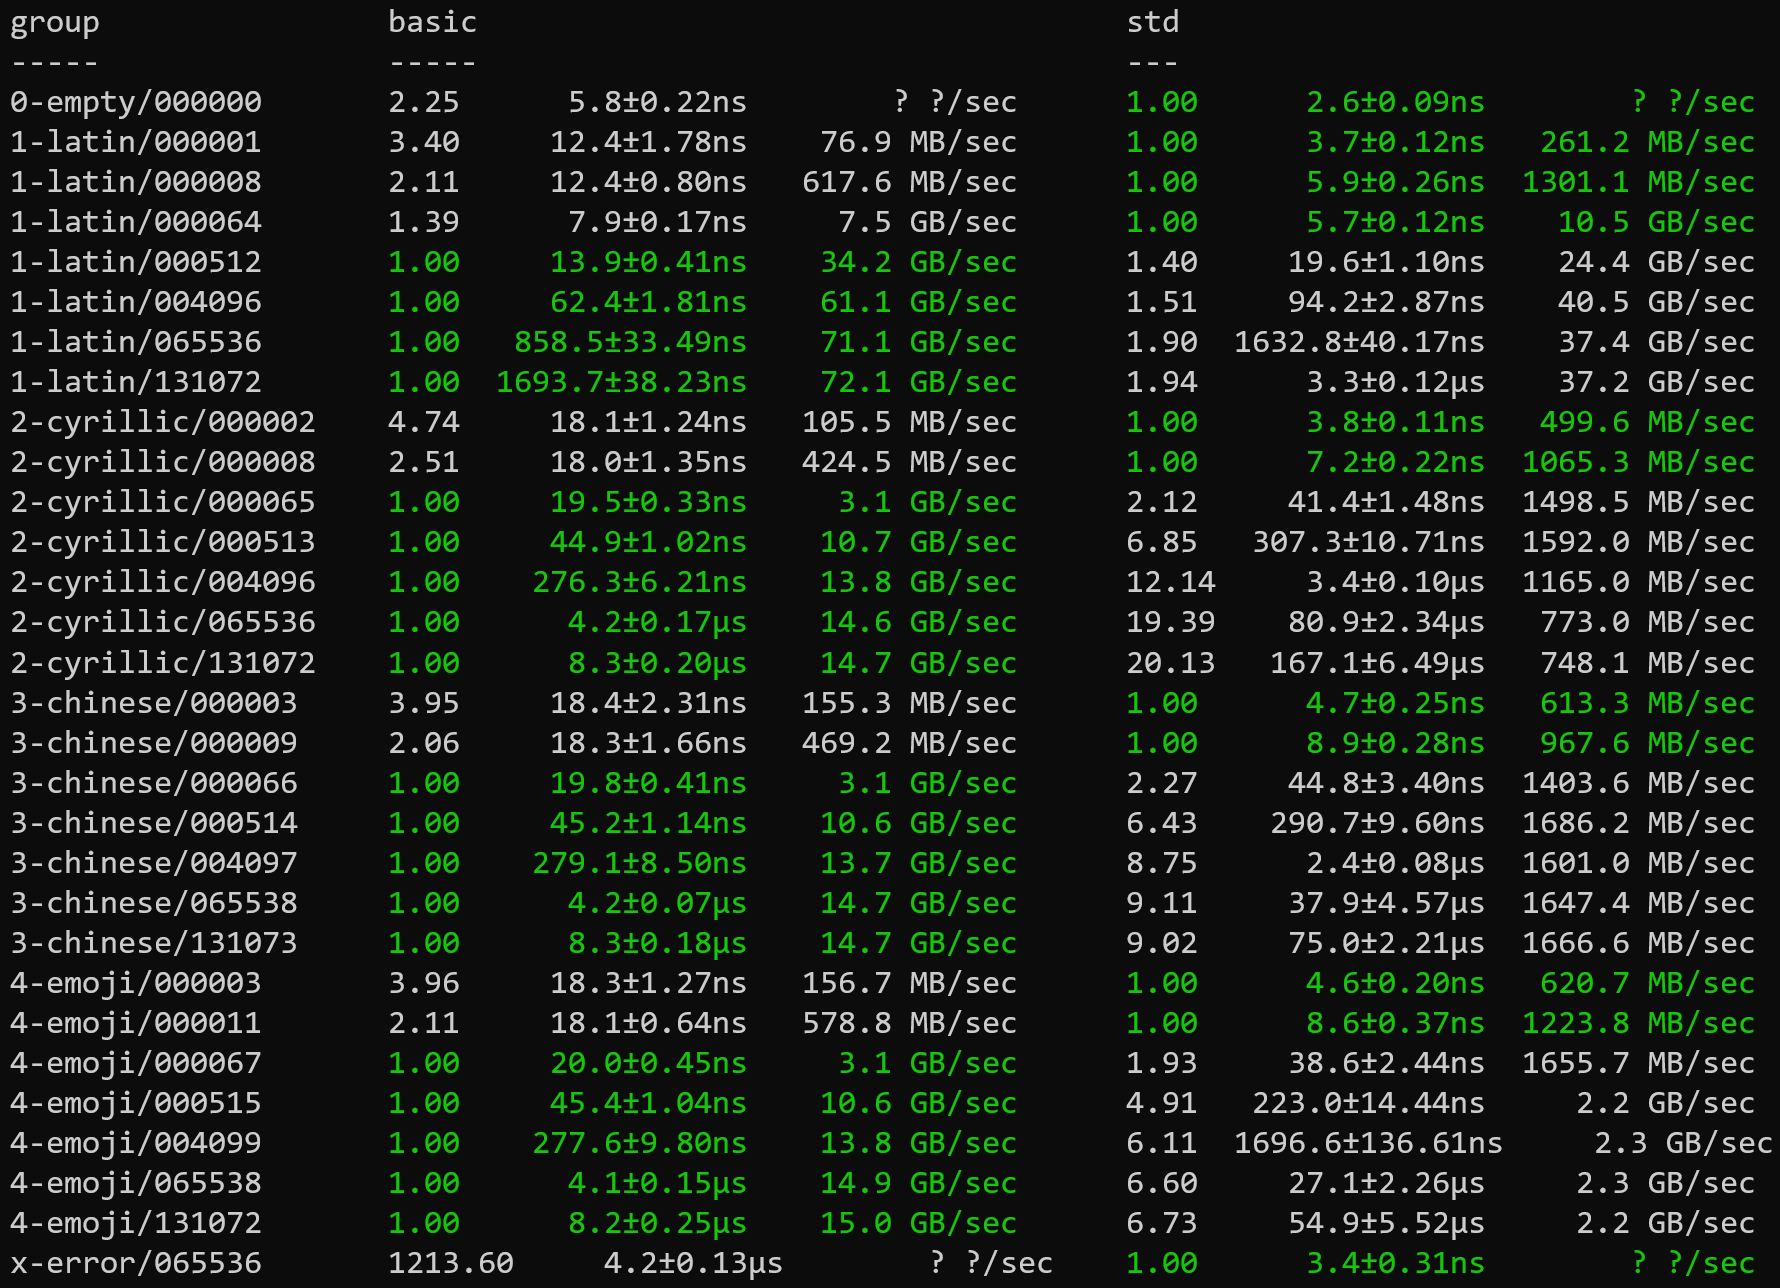 group basic std
----- ----- ---
0-empty/000000 2.25 5.8±0.22ns ? ?/sec 1.00 2.6±0.09ns ? ?/sec
1-latin/000001 3.40 12.4±1.78ns 76.9 MB/sec 1.00 3.7±0.12ns 261.2 MB/sec
1-latin/000008 2.11 12.4±0.80ns 617.6 MB/sec 1.00 5.9±0.26ns 1301.1 MB/sec
1-latin/000064 1.39 7.9±0.17ns 7.5 GB/sec 1.00 5.7±0.12ns 10.5 GB/sec
1-latin/000512 1.00 13.9±0.41ns 34.2 GB/sec 1.40 19.6±1.10ns 24.4 GB/sec
1-latin/004096 1.00 62.4±1.81ns 61.1 GB/sec 1.51 94.2±2.87ns 40.5 GB/sec
1-latin/065536 1.00 858.5±33.49ns 71.1 GB/sec 1.90 1632.8±40.17ns 37.4 GB/sec
1-latin/131072 1.00 1693.7±38.23ns 72.1 GB/sec 1.94 3.3±0.12µs 37.2 GB/sec
2-cyrillic/000002 4.74 18.1±1.24ns 105.5 MB/sec 1.00 3.8±0.11ns 499.6 MB/sec
2-cyrillic/000008 2.51 18.0±1.35ns 424.5 MB/sec 1.00 7.2±0.22ns 1065.3 MB/sec
2-cyrillic/000065 1.00 19.5±0.33ns 3.1 GB/sec 2.12 41.4±1.48ns 1498.5 MB/sec
2-cyrillic/000513 1.00 44.9±1.02ns 10.7 GB/sec 6.85 307.3±10.71ns 1592.0 MB/sec
2-cyrillic/004096 1.00 276.3±6.21ns 13.8 GB/sec 12.14 3.4±0.10µs 1165.0 MB/sec
2-cyrillic/065536 1.00 4.2±0.17µs 14.6 GB/sec 19.39 80.9±2.34µs 773.0 MB/sec
2-cyrillic/131072 1.00 8.3±0.20µs 14.7 GB/sec 20.13 167.1±6.49µs 748.1 MB/sec
3-chinese/000003 3.95 18.4±2.31ns 155.3 MB/sec 1.00 4.7±0.25ns 613.3 MB/sec
3-chinese/000009 2.06 18.3±1.66ns 469.2 MB/sec 1.00 8.9±0.28ns 967.6 MB/sec
3-chinese/000066 1.00 19.8±0.41ns 3.1 GB/sec 2.27 44.8±3.40ns 1403.6 MB/sec
3-chinese/000514 1.00 45.2±1.14ns 10.6 GB/sec 6.43 290.7±9.60ns 1686.2 MB/sec
3-chinese/004097 1.00 279.1±8.50ns 13.7 GB/sec 8.75 2.4±0.08µs 1601.0 MB/sec
3-chinese/065538 1.00 4.2±0.07µs 14.7 GB/sec 9.11 37.9±4.57µs 1647.4 MB/sec
3-chinese/131073 1.00 8.3±0.18µs 14.7 GB/sec 9.02 75.0±2.21µs 1666.6 MB/sec
4-emoji/000003 3.96 18.3±1.27ns 156.7 MB/sec 1.00 4.6±0.20ns 620.7 MB/sec
4-emoji/000011 2.11 18.1±0.64ns 578.8 MB/sec 1.00 8.6±0.37ns 1223.8 MB/sec
4-emoji/000067 1.00 20.0±0.45ns 3.1 GB/sec 1.93 38.6±2.44ns 1655.7 MB/sec
4-emoji/000515 1.00 45.4±1.04ns 10.6 GB/sec 4.91 223.0±14.44ns 2.2 GB/sec
4-emoji/004099 1.00 277.6±9.80ns 13.8 GB/sec 6.11 1696.6±136.61ns 2.3 GB/sec
4-emoji/065538 1.00 4.1±0.15µs 14.9 GB/sec 6.60 27.1±2.26µs 2.3 GB/sec
4-emoji/131072 1.00 8.2±0.25µs 15.0 GB/sec 6.73 54.9±5.52µs 2.2 GB/sec
x-error/065536 1213.60 4.2±0.13µs ? ?/sec 1.00 3.4±0.31ns ? ?/sec